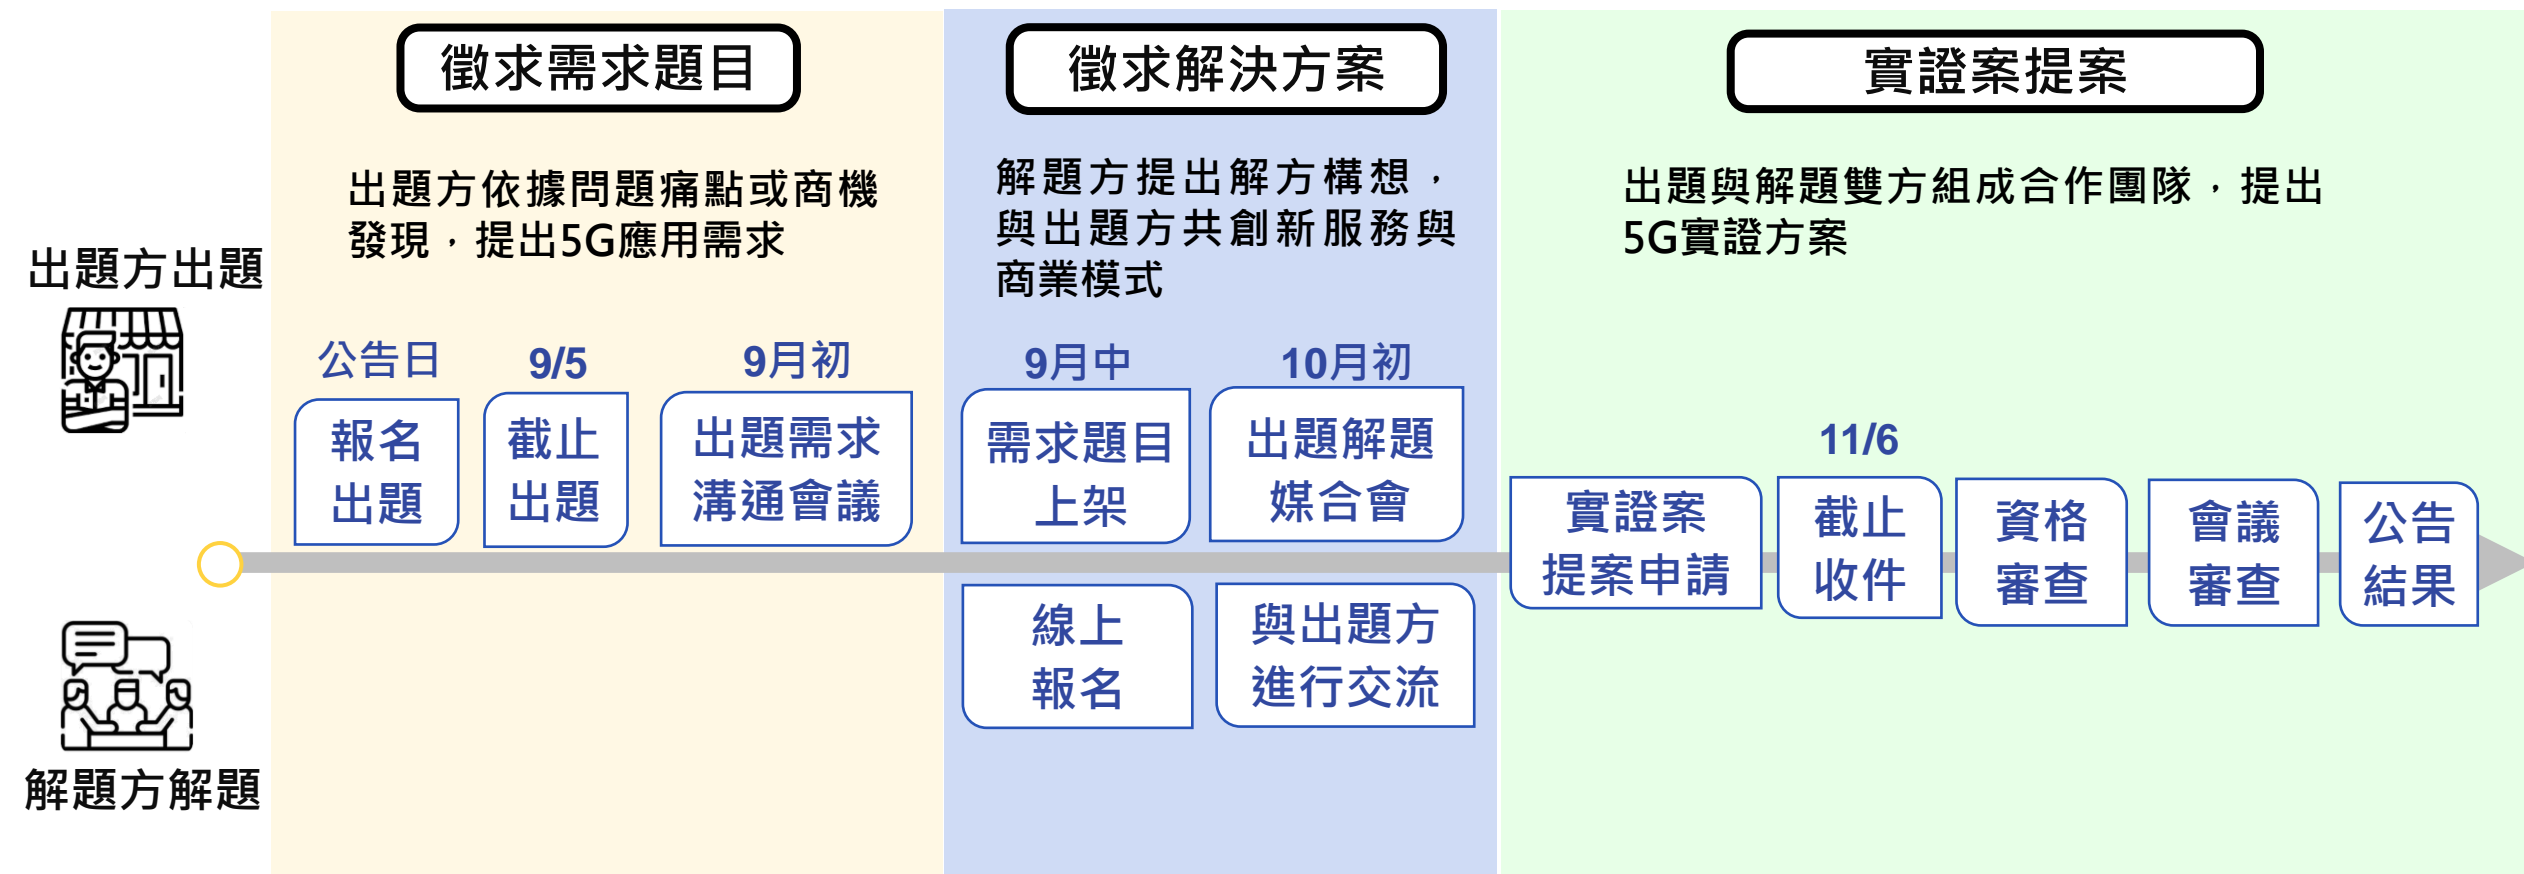 徵求需求題目
徵求解決方案
實證案提案
出題方依據問題痛點或商機
發現，提出5G應用需求
解題方提出解方構想，
與出題方共創新服務與
商業模式
出題與解題雙方組成合作團隊，提出
5G實證方案
出題方出題
公告日
報名
出題
9/5
截止
出題
9月初
出題需求
溝通會議
9月中
需求題目
上架
10月初
出題解題
媒合會
實證案
提案申請
11/6
截止
收件
資格
審查
會議
審查
公告
結果
線上
報名
與出題方
進行交流
解題方解題